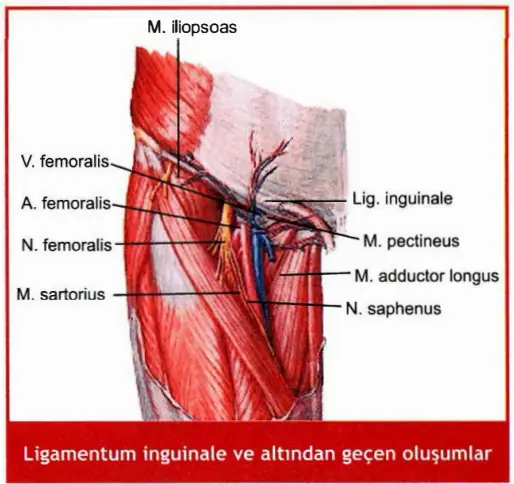 M. iliopsoas
V. femoralis
A. femoralis
N. femoralis
M. sartorius
Lig. inguinale
M. pectineus
M. adductor longus
N. saphenus
Ligamentum inguinale ve altından geçen oluşumlar